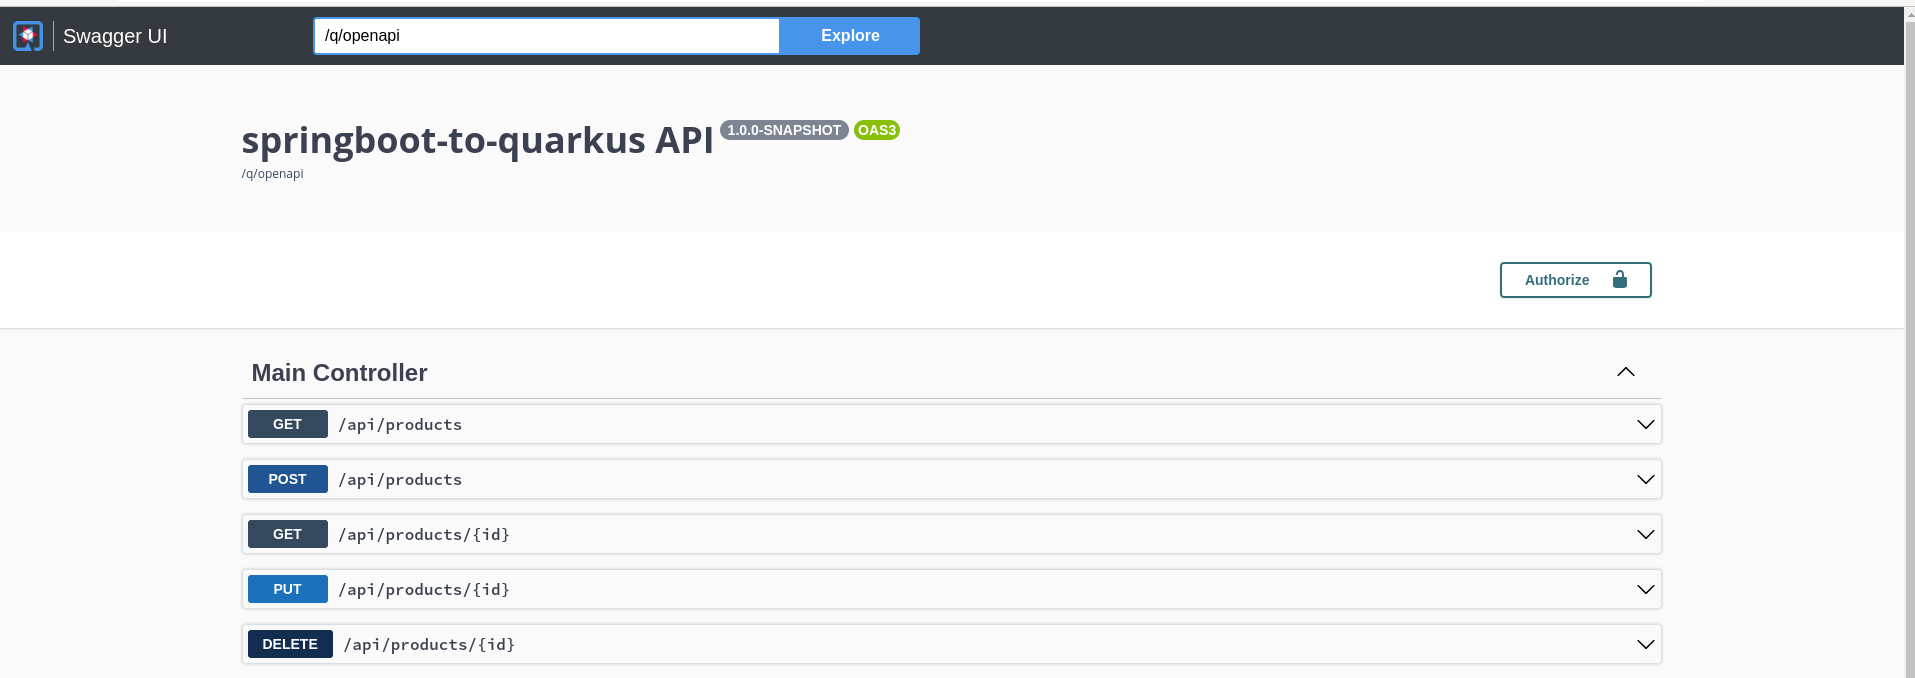 Swagger UI
/q/openapi
Explore
springboot-to-quarkus API 1.0.0-SNAPSHOT OAS3
/q/openapi
Authorize
Main Controller
GET /api/products
POST /api/products
GET /api/products/{id}
PUT /api/products/{id}
DELETE /api/products/{id}